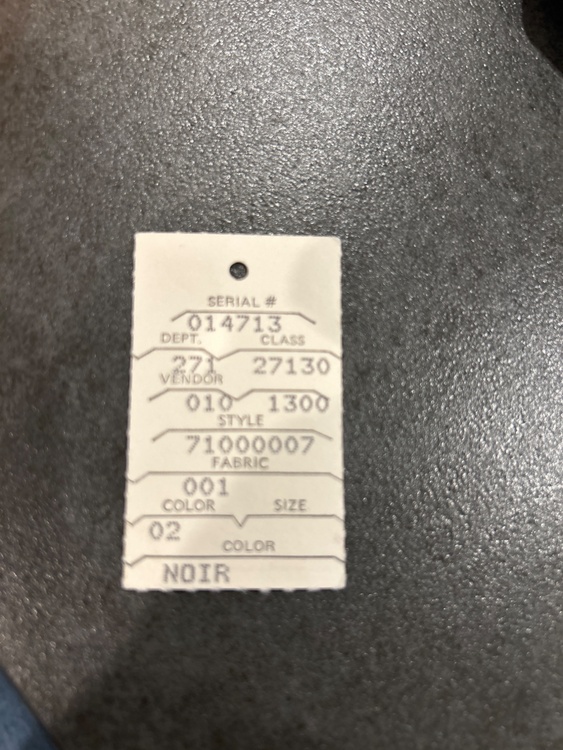 SERIAL #
014713
DEPT. CLASS
271 27130
VENDOR
010 1300
STYLE
71000007
FABRIC
001
COLOR SIZE
02
COLOR
NOIR